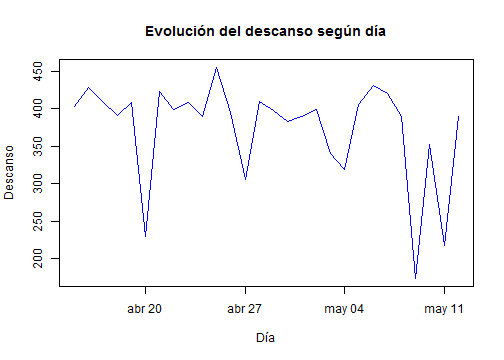 Evolución del descanso según día
Descanso
450
400
350
300
250
200
abr 20
abr 27
may 04
may 11
Día